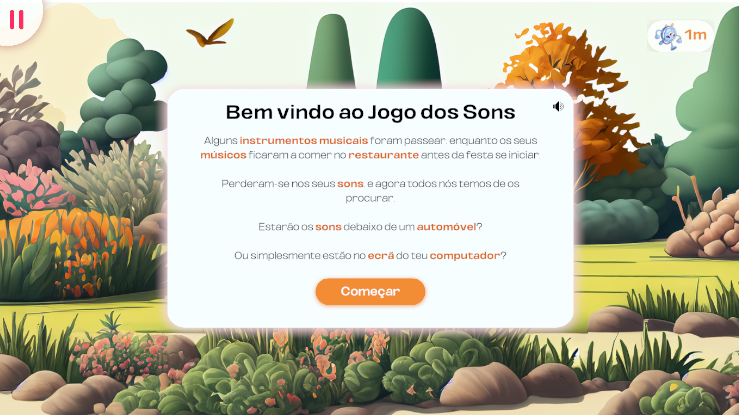 1m
Bem vindo ao Jogo dos Sons
Alguns instrumentos musicais foram passear, enquanto os seus
músicos ficaram a comer no restaurante antes da festa se iniciar.
Perderam-se nos seus sons, e agora todos nós temos de os
procurar.
Estarão os sons debaixo de um automóvel?
Ou simplesmente estão no ecrã do teu computador?
Começar